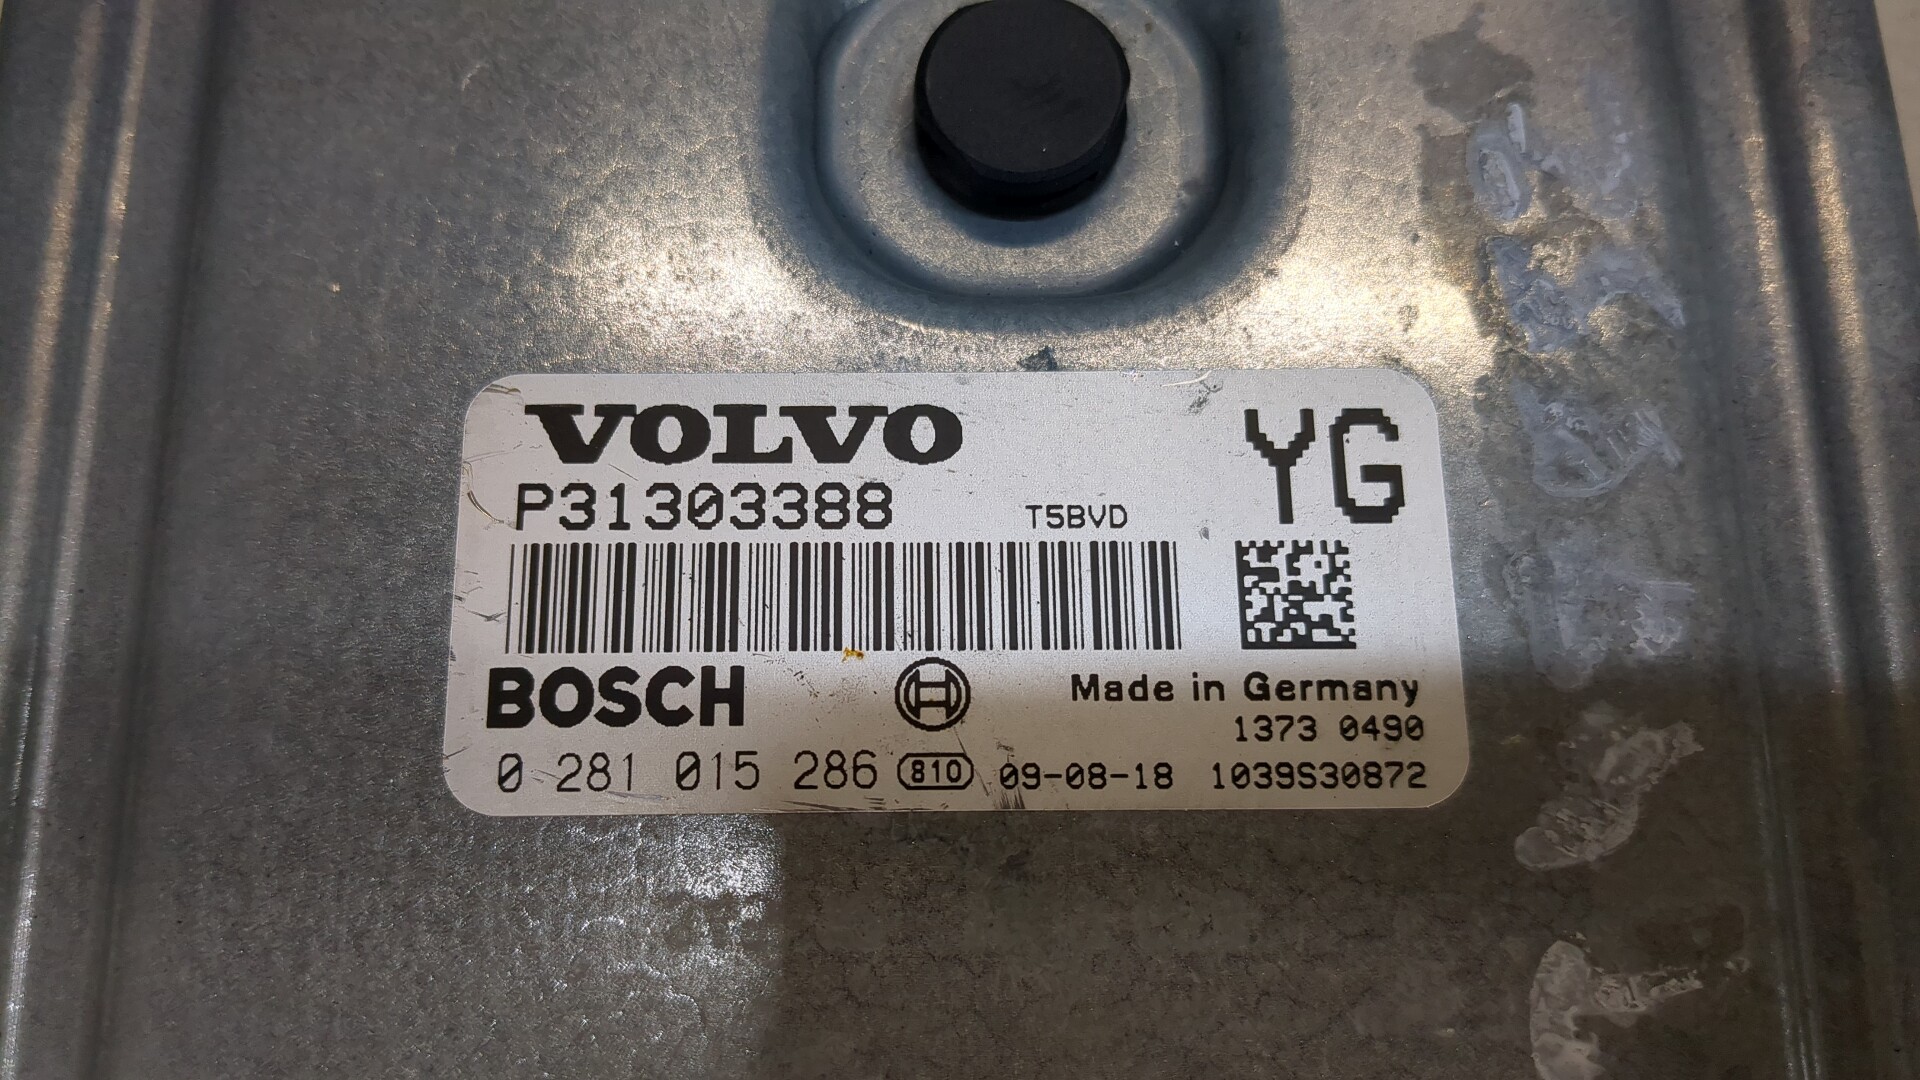 VOLVO
YG
P31303388 T5BVD
BOSCH Made in Germany
1373 0490
0 281 015 286 810 09-08-18 1039S30872